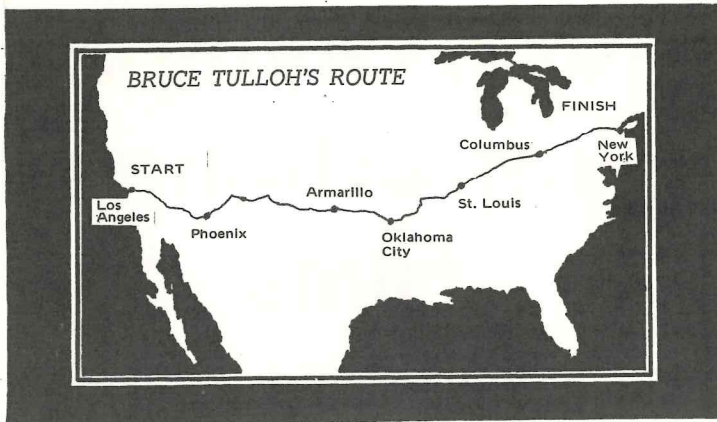 BRUCE TULLOH'S ROUTE
FINISH
Columbus
New
York
START
Armarillo
St. Louis
Los
Angeles
Phoenix
Oklahoma
City